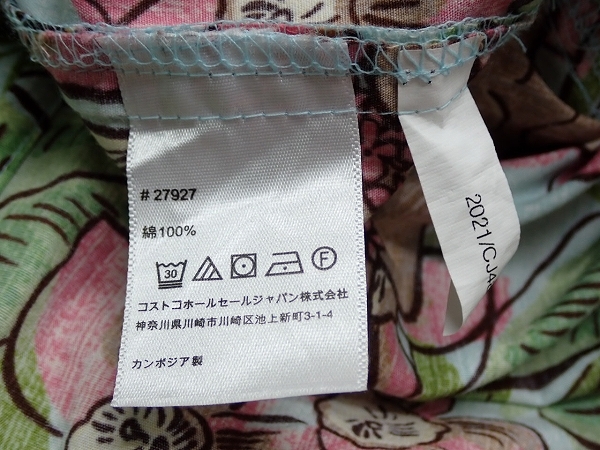 # 27927
綿100%
30
F
コストコホールセールジャパン株式会社
神奈川県川崎市川崎区池上新町3-1-4
カンボジア製
2021/CJA